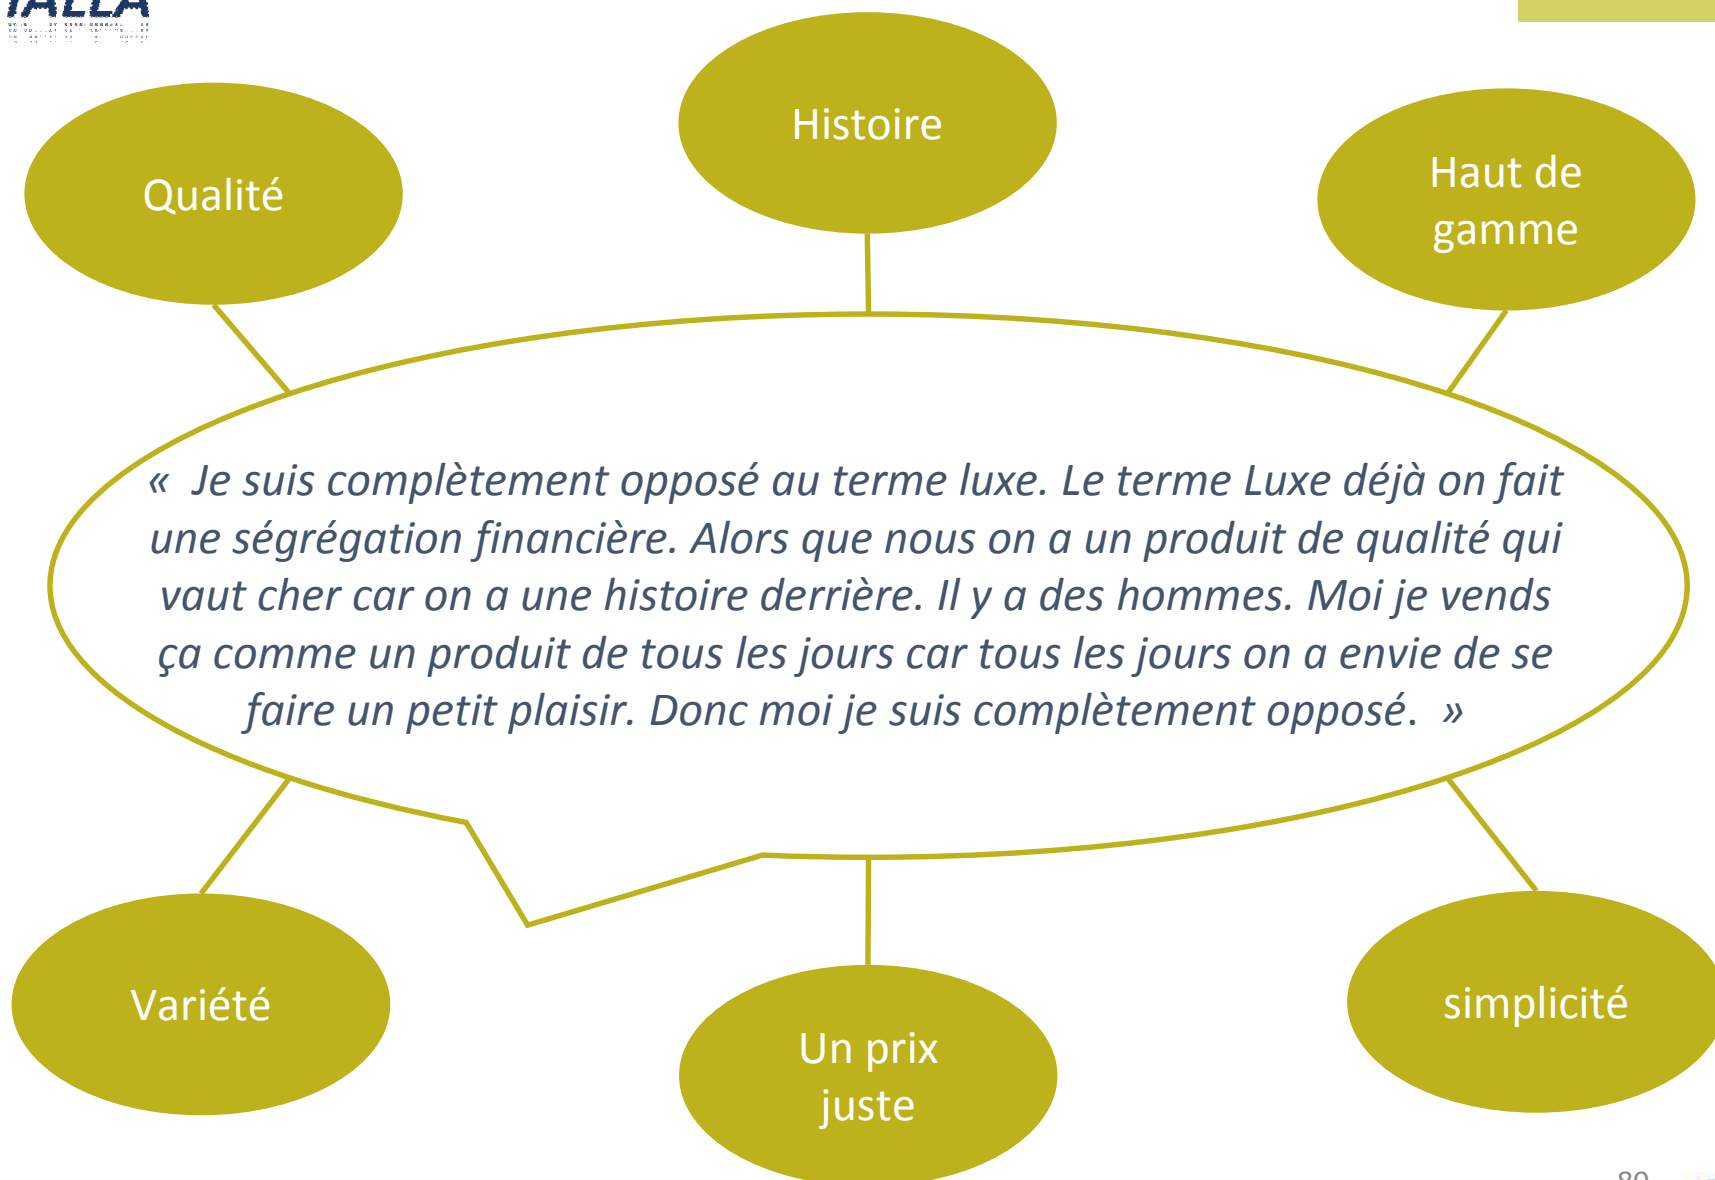 Histoire
Qualité
Haut de
gamme
«  Je suis complètement opposé au terme luxe. Le terme Luxe déjà on fait
une ségrégation financière. Alors que nous on a un produit de qualité qui
vaut cher car on a une histoire derrière. Il y a des hommes. Moi je vends
ça comme un produit de tous les jours car tous les jours on a envie de se
faire un petit plaisir. Donc moi je suis complètement opposé.  »
Variété
Un prix
juste
simplicité